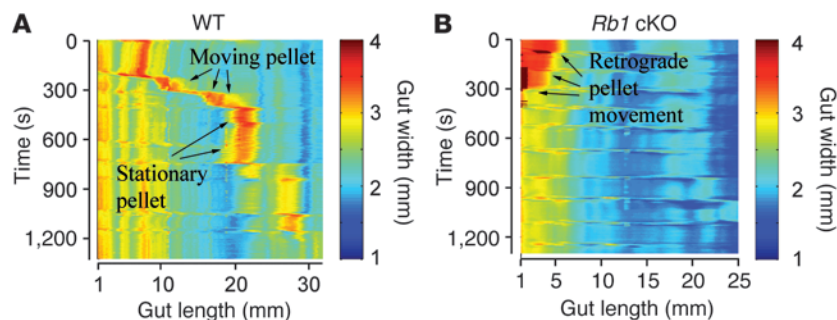 A
WT
B
Rb1 cKO
0
300
600
900
1,200
Time (s)
Moving pellet
Stationary
pellet
1
10
20
30
Gut length (mm)
4
3
2
1
Gut width (mm)
0
300
600
900
1,200
Time (s)
Retrograde
pellet
movement
1
5
10
15
20
25
Gut length (mm)
4
3
2
1
Gut width (mm)